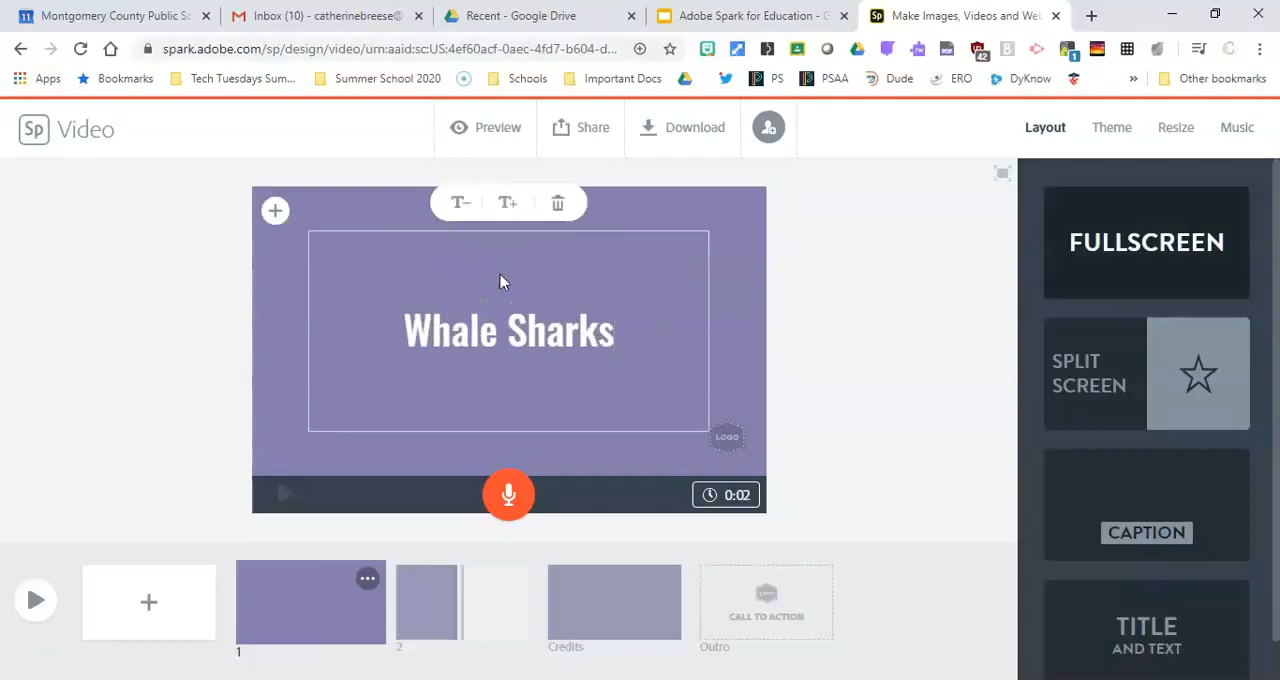 Montgomery County Public Sc
Inbox (10) - catherinebreese@
Recent - Google Drive
Adobe Spark for Education - G
Make Images, Videos and Wel
spark.adobe.com/sp/design/video/urn:aaid:sc:US:4ef60acf-0aec-4fd7-b604-d...
42
1
Apps
Bookmarks
Tech Tuesdays Sum...
Summer School 2020
Schools
Important Docs
PS
PSAA
Dude
ERO
DyKnow
»
Other bookmarks
Sp
Video
Preview
Share
Download
Layout
Theme
Resize
Music
T-
T+
Whale Sharks
LOGO
0:02
FULLSCREEN
SPLIT
SCREEN
CAPTION
TITLE
AND TEXT
CALL TO ACTION
1
2
Credits
Outro